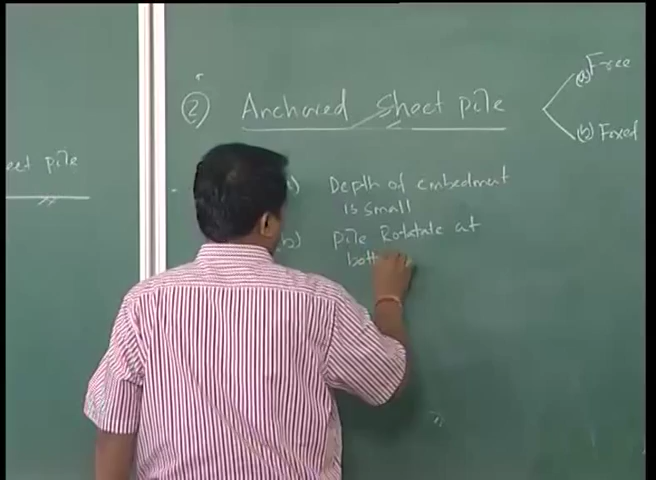 eet pile
② Anchored Sheet pile
(a) Free
(b) Fixed
a) Depth of embedment
is small
b) pile Rotatate at
bott